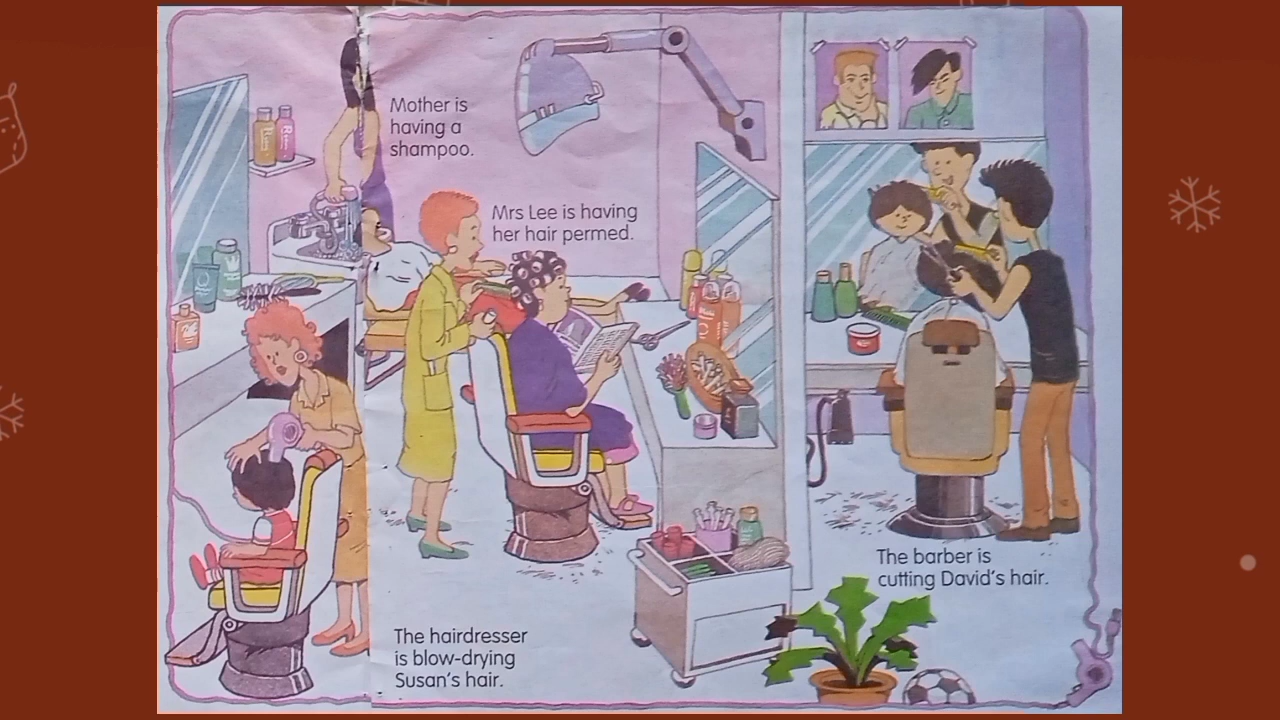 Mother is
having a
shampoo.
Mrs Lee is having
her hair permed.
The barber is
cutting David's hair.
The hairdresser
is blow-drying
Susan's hair.